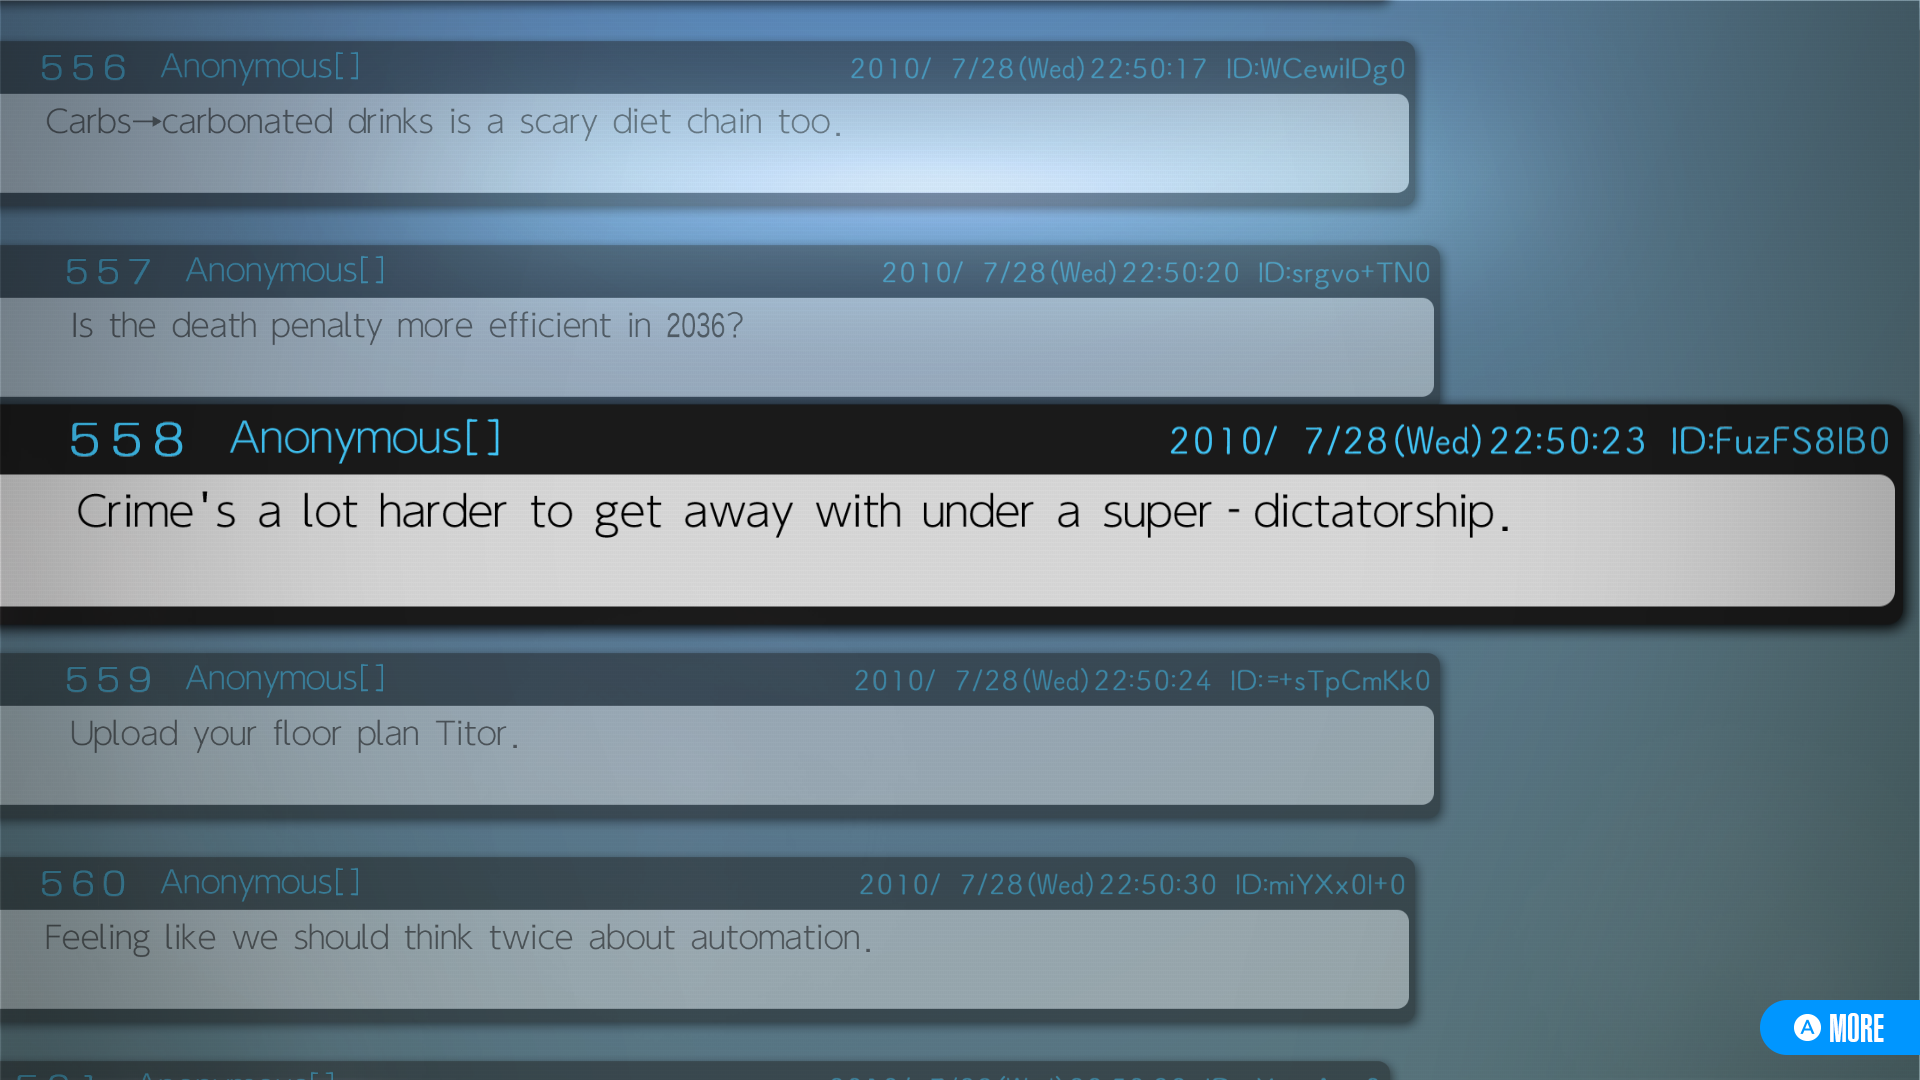 556 Anonymous[] 2010/ 7/28(Wed)22:50:17 ID:WCewilDg0
Carbs→carbonated drinks is a scary diet chain too.
557 Anonymous[] 2010/ 7/28(Wed)22:50:20 ID:srgvo+TN0
Is the death penalty more efficient in 2036?
558 Anonymous[] 2010/ 7/28(Wed)22:50:23 ID:FuzFS8IB0
Crime's a lot harder to get away with under a super-dictatorship.
559 Anonymous[] 2010/ 7/28(Wed)22:50:24 ID:=+sTpCmKk0
Upload your floor plan Titor.
560 Anonymous[] 2010/ 7/28(Wed)22:50:30 ID:miYXx0I+0
Feeling like we should think twice about automation.
A MORE